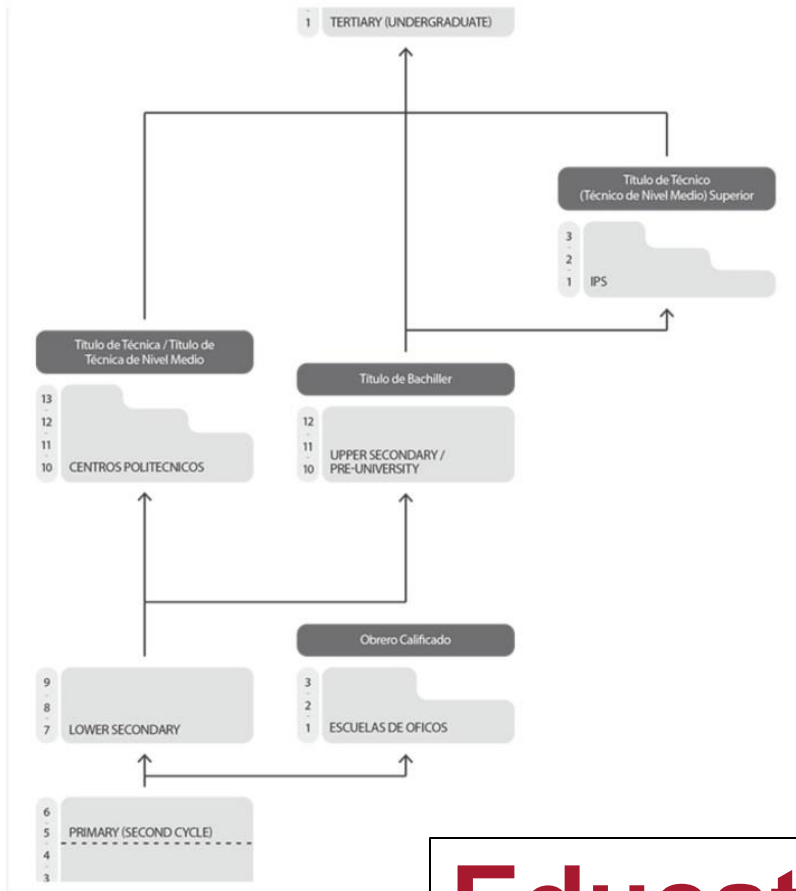 1 TERTIARY (UNDERGRADUATE)
Título de Técnico
(Técnico de Nivel Medio) Superior
3
2
1 IPS
Título de Técnica / Título de
Técnica de Nivel Medio
13
12
11
10 CENTROS POLITECNICOS
Título de Bachiller
12
11 UPPER SECONDARY /
10 PRE-UNIVERSITY
Obrero Calificado
9
8
7 LOWER SECONDARY
3
2
1 ESCUELAS DE OFICOS
6
5 PRIMARY (SECOND CYCLE)
4
3